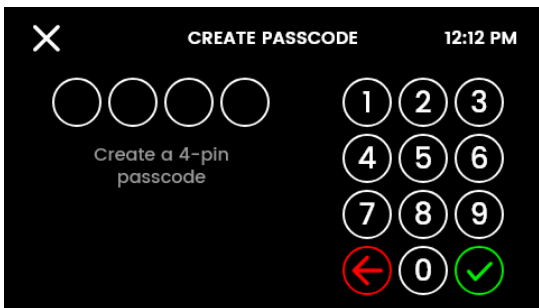 CREATE PASSCODE 12:12 PM
Create a 4-pin
passcode
1 2 3
4 5 6
7 8 9
0